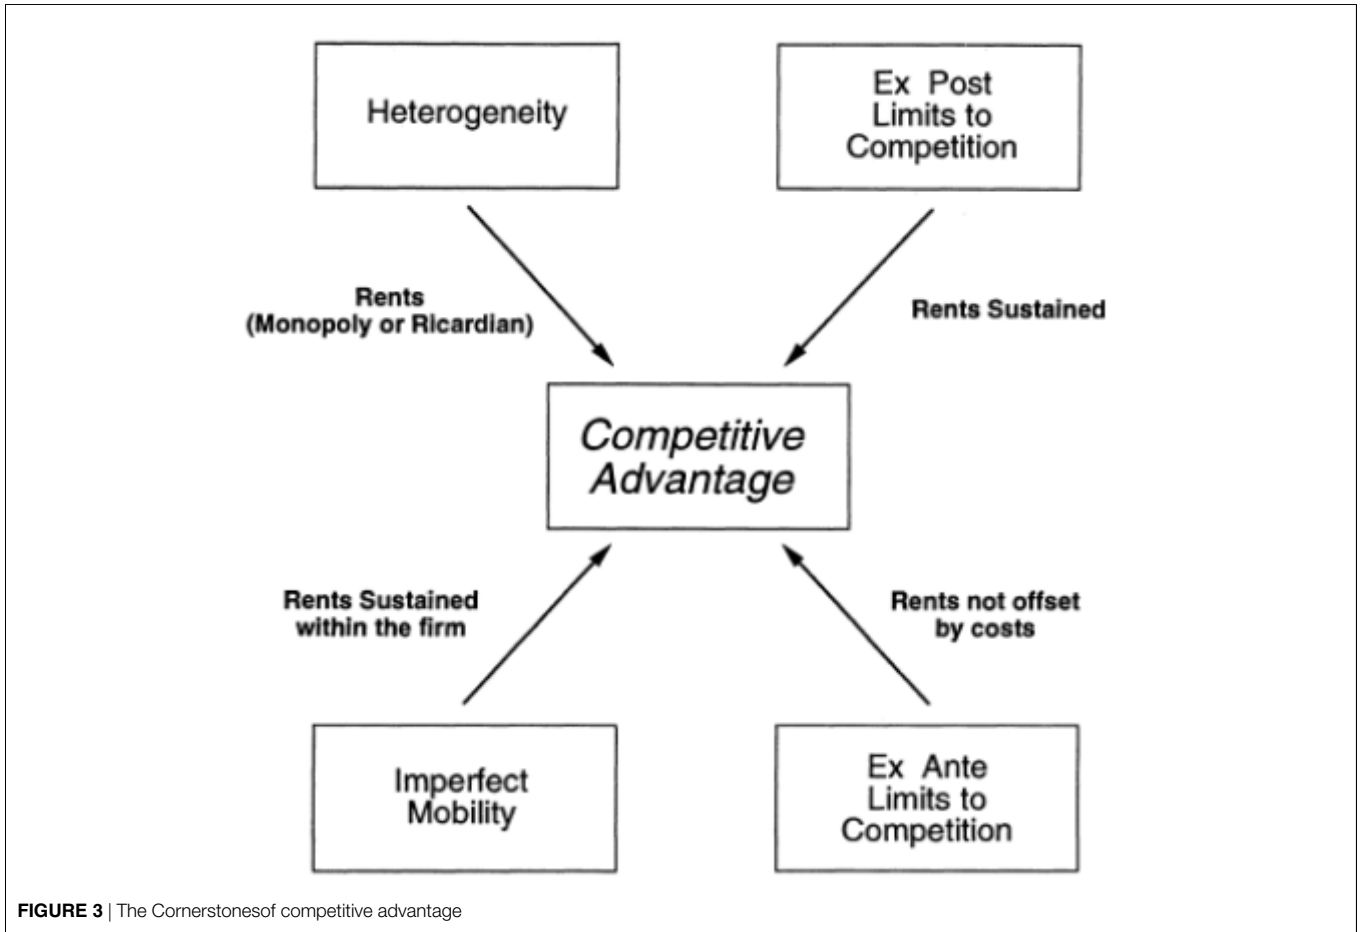 Heterogeneity
Ex Post
Limits to
Competition
Rents
(Monopoly or Ricardian)
Rents Sustained
Competitive
Advantage
Rents Sustained
within the firm
Rents not offset
by costs
Imperfect
Mobility
Ex Ante
Limits to
Competition
FIGURE 3 | The Cornerstonesof competitive advantage